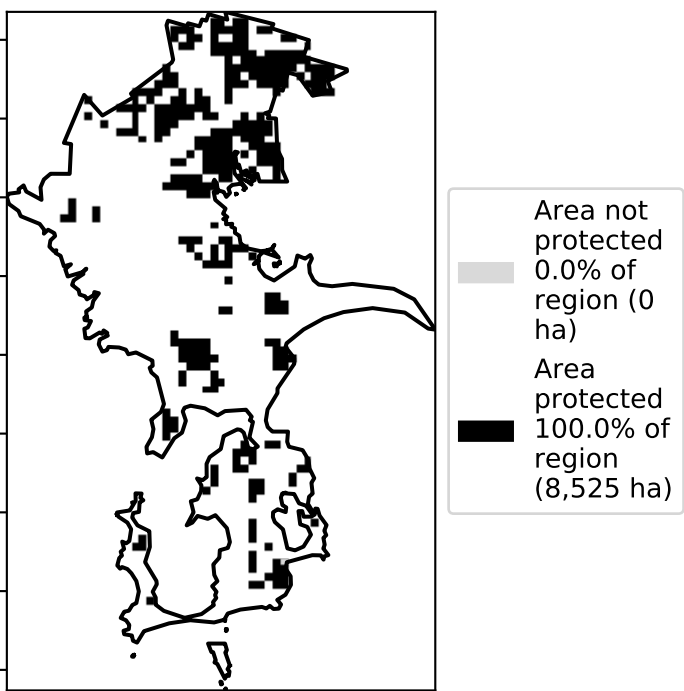 Area not
protected
0.0% of
region (0
ha)
Area
protected
100.0% of
region
(8,525 ha)